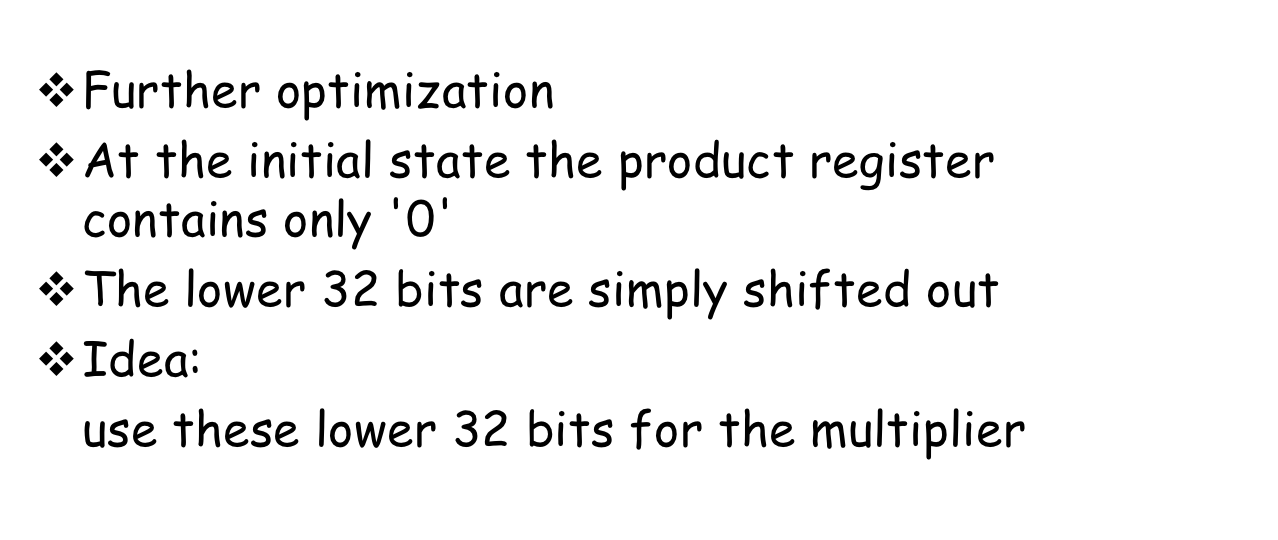 ❖ Further optimization
❖ At the initial state the product register
contains only '0'
❖ The lower 32 bits are simply shifted out
❖ Idea:
use these lower 32 bits for the multiplier